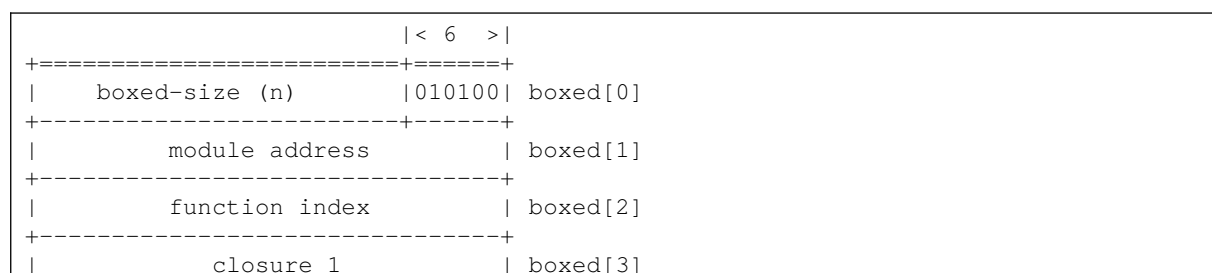 |< 6  >|
+=========================+======+
|    boxed-size (n)       |010100| boxed[0]
+-------------------------+------+
|         module address         | boxed[1]
+--------------------------------+
|         function index         | boxed[2]
+--------------------------------+
|            closure 1           | boxed[3]